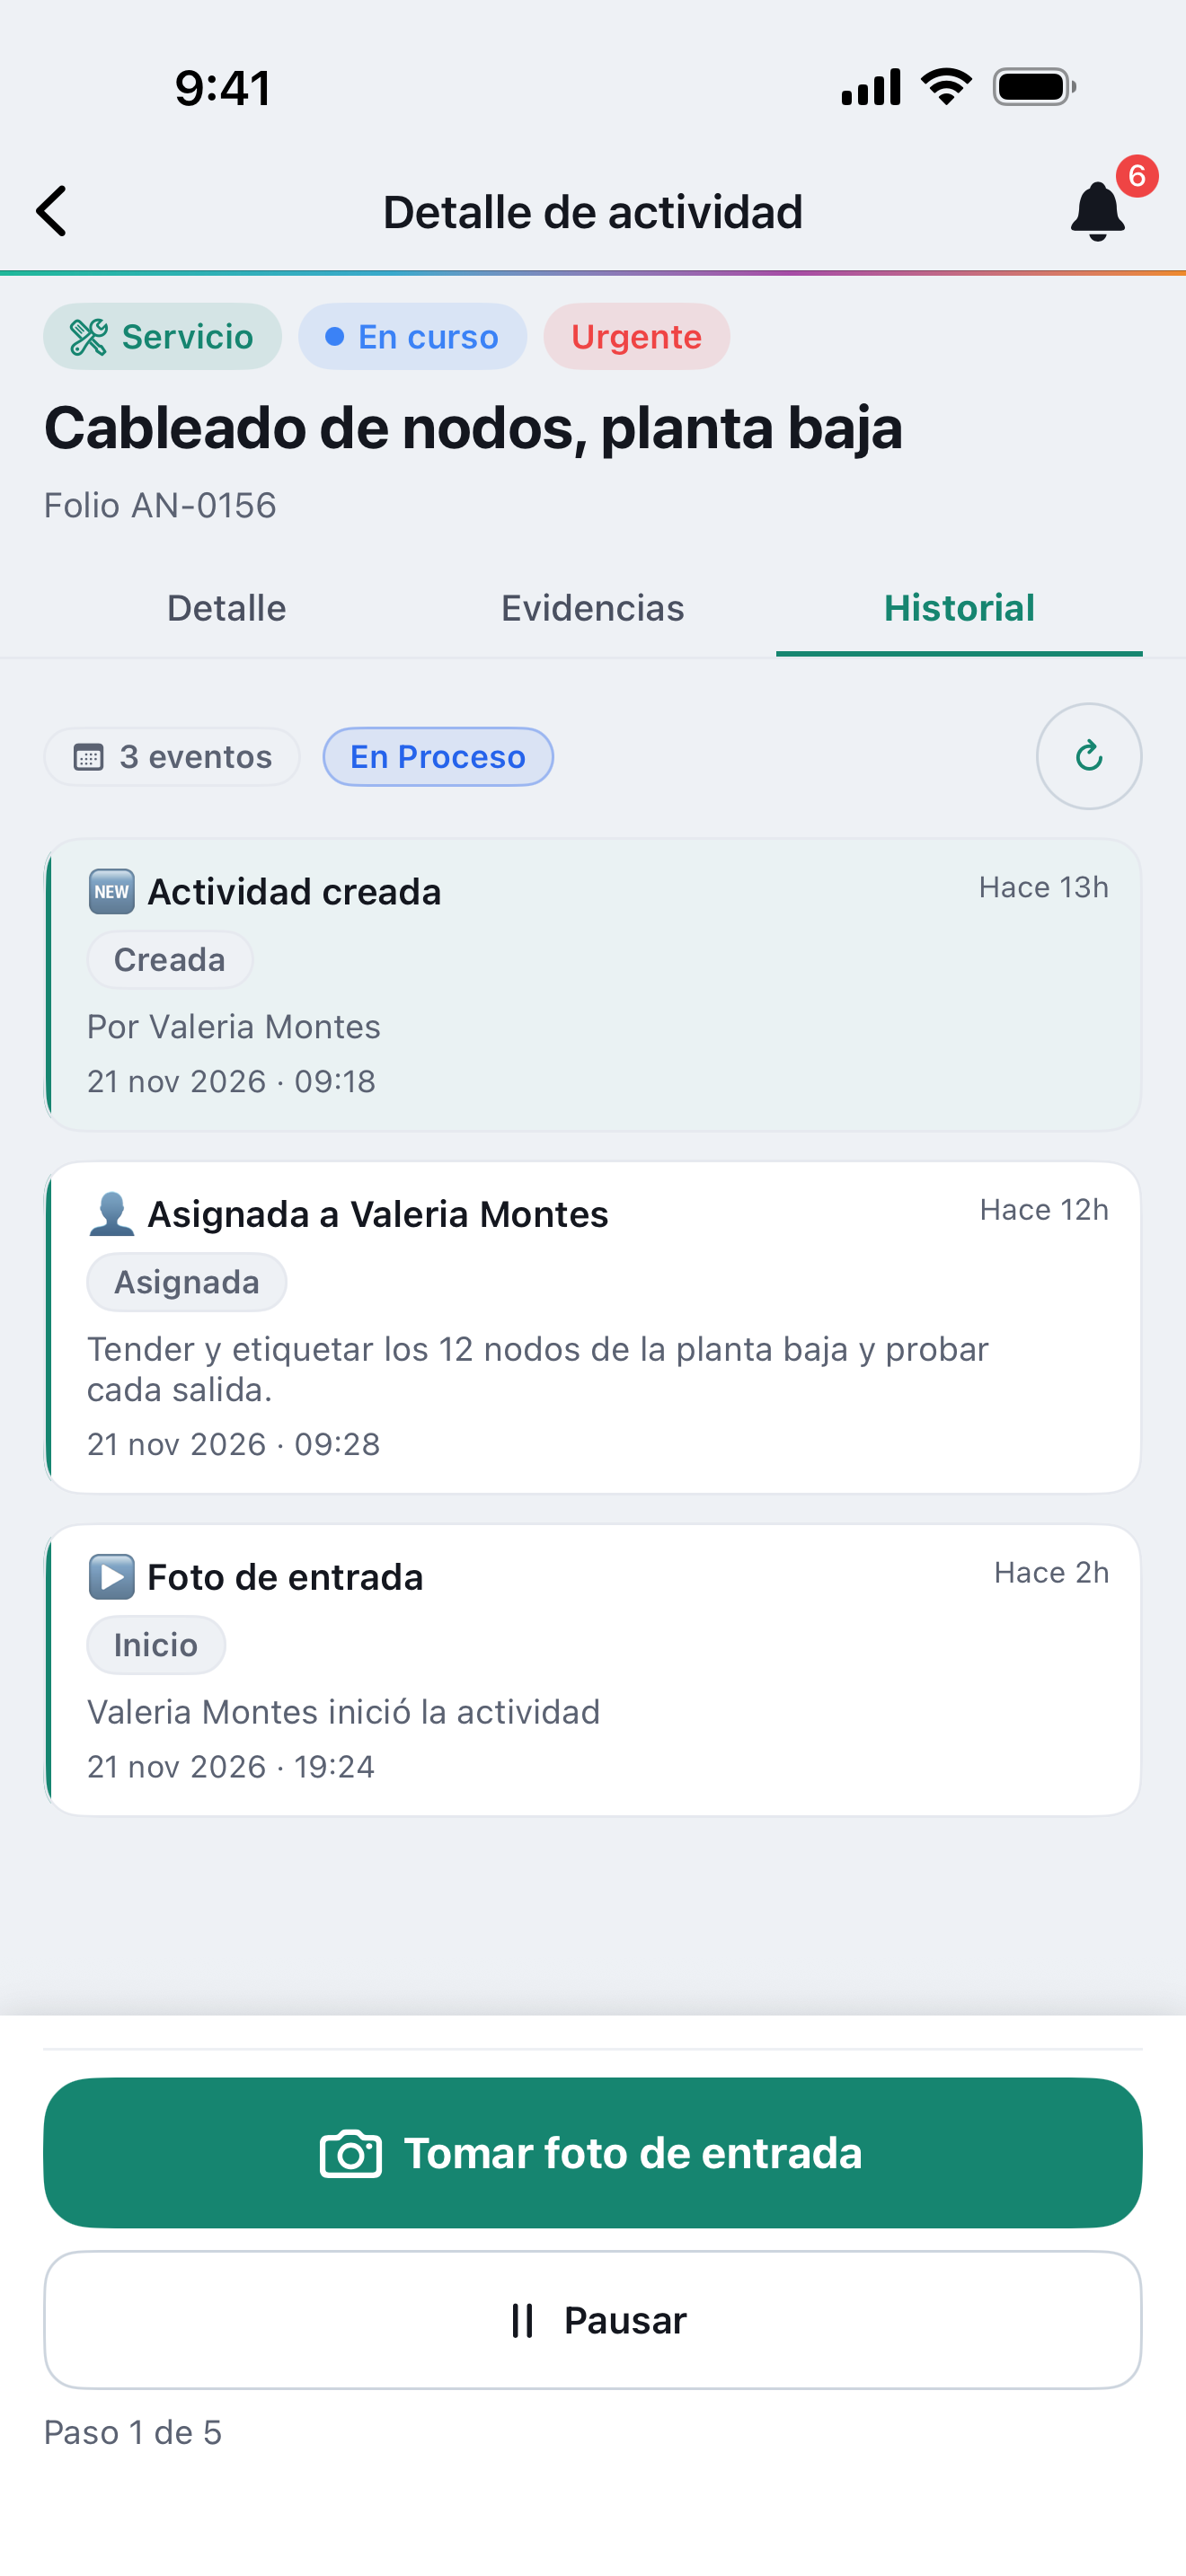 9:41
Detalle de actividad
6
Servicio
En curso
Urgente
Cableado de nodos, planta baja
Folio AN-0156
Detalle
Evidencias
Historial
3 eventos
En Proceso
NEW Actividad creada
Hace 13h
Creada
Por Valeria Montes
21 nov 2026 · 09:18
Asignada a Valeria Montes
Hace 12h
Asignada
Tender y etiquetar los 12 nodos de la planta baja y probar
cada salida.
21 nov 2026 · 09:28
Foto de entrada
Hace 2h
Inicio
Valeria Montes inició la actividad
21 nov 2026 · 19:24
Tomar foto de entrada
Pausar
Paso 1 de 5